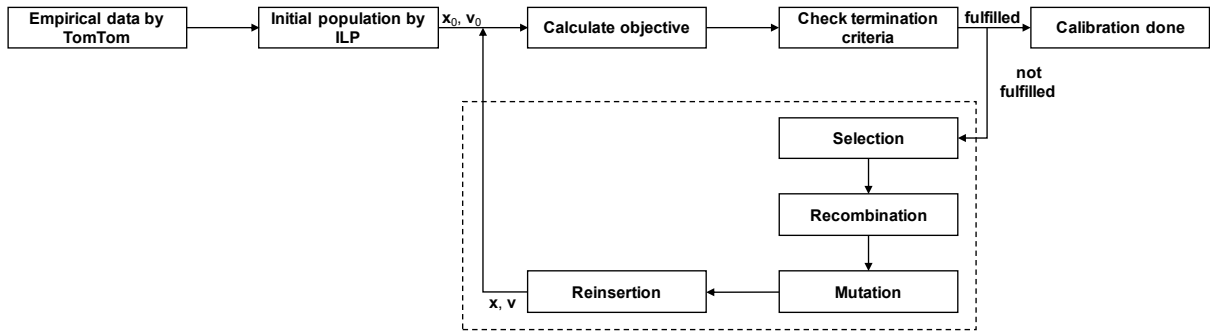 Empirical data by
TomTom
Initial population by
ILP
x₀, v₀
Calculate objective
Check termination
criteria
fulfilled
Calibration done
not
fulfilled
Selection
Recombination
Mutation
Reinsertion
x, v